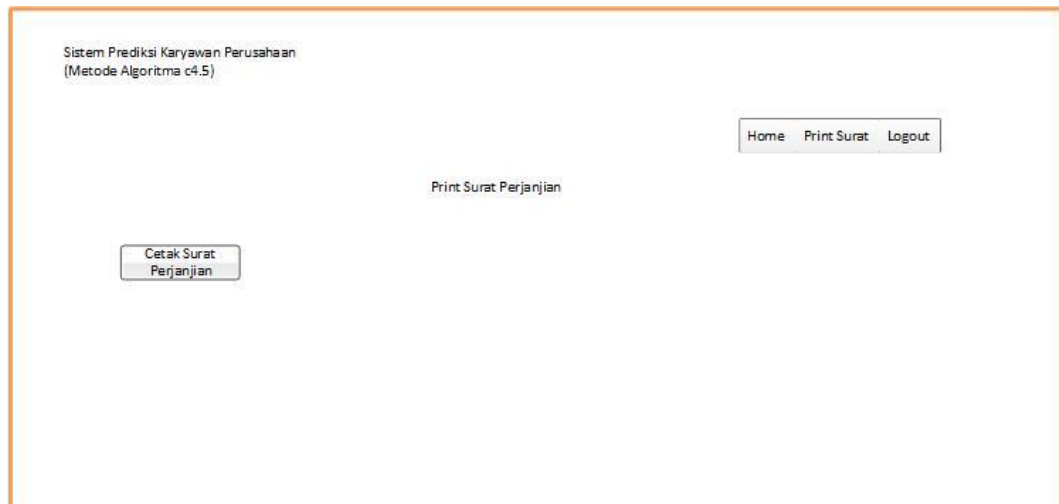 Sistem Prediksi Karyawan Perusahaan
(Metode Algoritma c4.5)
Home Print Surat Logout
Print Surat Perjanjian
Cetak Surat
Perjanjian